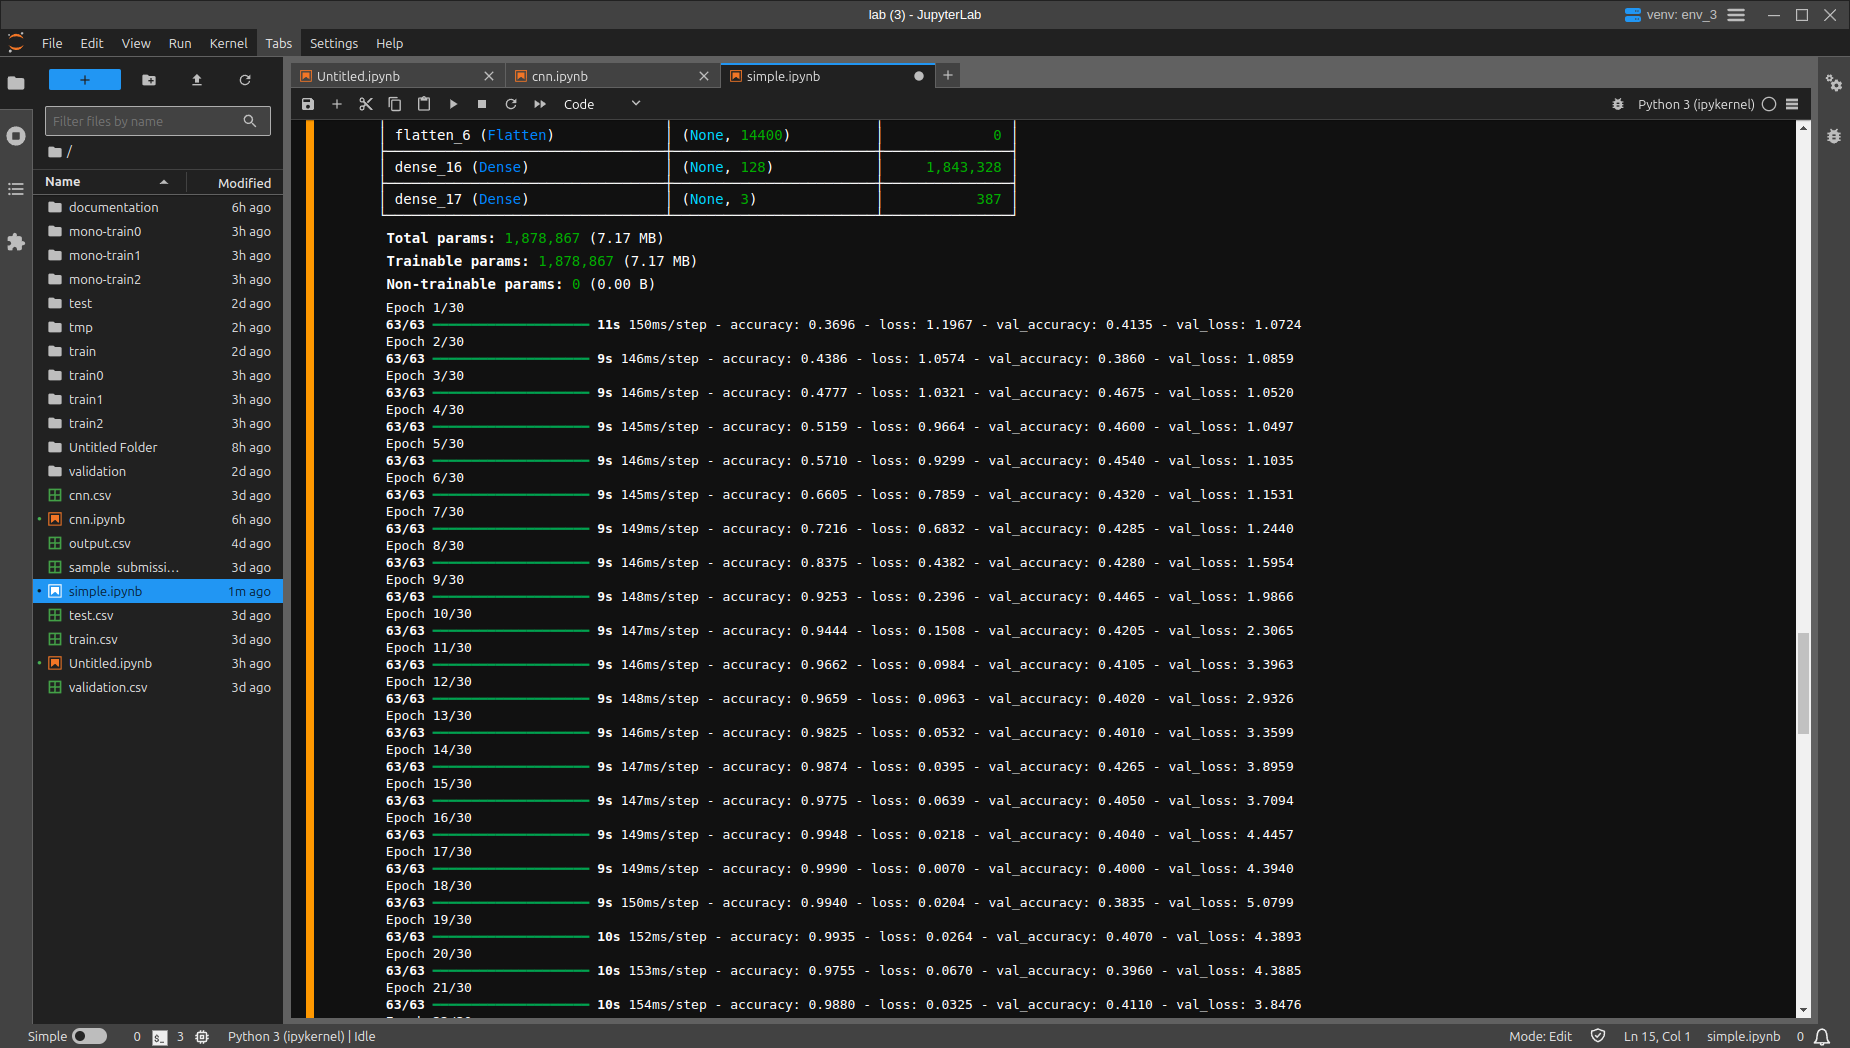 lab (3) - JupyterLab
venv: env_3
File Edit View Run Kernel Tabs Settings Help
Untitled.ipynb
cnn.ipynb
simple.ipynb
Code
Python 3 (ipykernel)
Filter files by name
/
Name Modified
documentation 6h ago
mono-train0 3h ago
mono-train1 3h ago
mono-train2 3h ago
test 2d ago
tmp 2h ago
train 2d ago
train0 3h ago
train1 3h ago
train2 3h ago
Untitled Folder 8h ago
validation 2d ago
cnn.csv 3d ago
cnn.ipynb 6h ago
output.csv 4d ago
sample_submissi... 3d ago
simple.ipynb 1m ago
test.csv 3d ago
train.csv 3d ago
Untitled.ipynb 3h ago
validation.csv 3d ago
flatten_6 (Flatten) (None, 14400) 0
dense_16 (Dense) (None, 128) 1,843,328
dense_17 (Dense) (None, 3) 387
Total params: 1,878,867 (7.17 MB)
Trainable params: 1,878,867 (7.17 MB)
Non-trainable params: 0 (0.00 B)
Epoch 1/30
63/63 11s 150ms/step - accuracy: 0.3696 - loss: 1.1967 - val_accuracy: 0.4135 - val_loss: 1.0724
Epoch 2/30
63/63 9s 146ms/step - accuracy: 0.4386 - loss: 1.0574 - val_accuracy: 0.3860 - val_loss: 1.0859
Epoch 3/30
63/63 9s 146ms/step - accuracy: 0.4777 - loss: 1.0321 - val_accuracy: 0.4675 - val_loss: 1.0520
Epoch 4/30
63/63 9s 145ms/step - accuracy: 0.5159 - loss: 0.9664 - val_accuracy: 0.4600 - val_loss: 1.0497
Epoch 5/30
63/63 9s 146ms/step - accuracy: 0.5710 - loss: 0.9299 - val_accuracy: 0.4540 - val_loss: 1.1035
Epoch 6/30
63/63 9s 145ms/step - accuracy: 0.6605 - loss: 0.7859 - val_accuracy: 0.4320 - val_loss: 1.1531
Epoch 7/30
63/63 9s 149ms/step - accuracy: 0.7216 - loss: 0.6832 - val_accuracy: 0.4285 - val_loss: 1.2440
Epoch 8/30
63/63 9s 146ms/step - accuracy: 0.8375 - loss: 0.4382 - val_accuracy: 0.4280 - val_loss: 1.5954
Epoch 9/30
63/63 9s 148ms/step - accuracy: 0.9253 - loss: 0.2396 - val_accuracy: 0.4465 - val_loss: 1.9866
Epoch 10/30
63/63 9s 147ms/step - accuracy: 0.9444 - loss: 0.1508 - val_accuracy: 0.4205 - val_loss: 2.3065
Epoch 11/30
63/63 9s 146ms/step - accuracy: 0.9662 - loss: 0.0984 - val_accuracy: 0.4105 - val_loss: 3.3963
Epoch 12/30
63/63 9s 148ms/step - accuracy: 0.9659 - loss: 0.0963 - val_accuracy: 0.4020 - val_loss: 2.9326
Epoch 13/30
63/63 9s 146ms/step - accuracy: 0.9825 - loss: 0.0532 - val_accuracy: 0.4010 - val_loss: 3.3599
Epoch 14/30
63/63 9s 147ms/step - accuracy: 0.9874 - loss: 0.0395 - val_accuracy: 0.4265 - val_loss: 3.8959
Epoch 15/30
63/63 9s 147ms/step - accuracy: 0.9775 - loss: 0.0639 - val_accuracy: 0.4050 - val_loss: 3.7094
Epoch 16/30
63/63 9s 149ms/step - accuracy: 0.9948 - loss: 0.0218 - val_accuracy: 0.4040 - val_loss: 4.4457
Epoch 17/30
63/63 9s 149ms/step - accuracy: 0.9990 - loss: 0.0070 - val_accuracy: 0.4000 - val_loss: 4.3940
Epoch 18/30
63/63 9s 150ms/step - accuracy: 0.9940 - loss: 0.0204 - val_accuracy: 0.3835 - val_loss: 5.0799
Epoch 19/30
63/63 10s 152ms/step - accuracy: 0.9935 - loss: 0.0264 - val_accuracy: 0.4070 - val_loss: 4.3893
Epoch 20/30
63/63 10s 153ms/step - accuracy: 0.9755 - loss: 0.0670 - val_accuracy: 0.3960 - val_loss: 4.3885
Epoch 21/30
63/63 10s 154ms/step - accuracy: 0.9880 - loss: 0.0325 - val_accuracy: 0.4110 - val_loss: 3.8476
Simple 0 3 Python 3 (ipykernel) | Idle
Mode: Edit Ln 15, Col 1 simple.ipynb 0